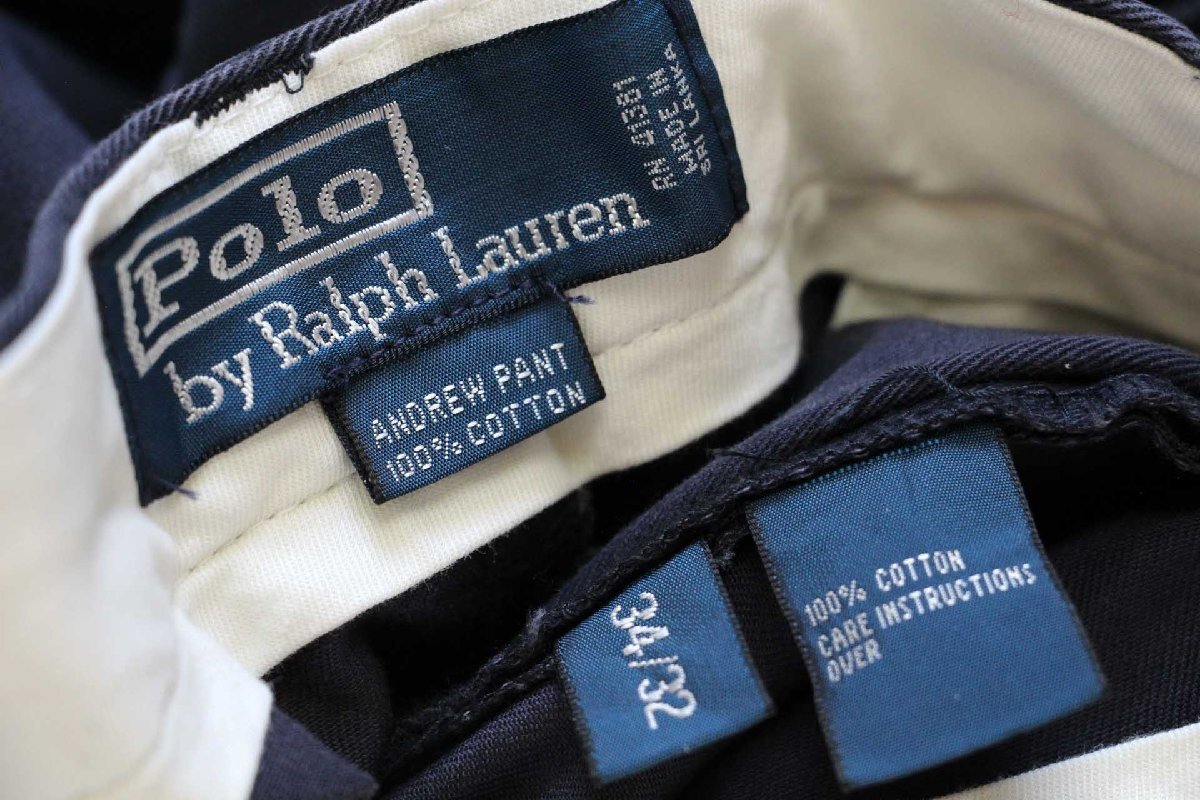 Polo
by Ralph Lauren
RN 41381
MADE IN
SRI LANKA
ANDREW PANT
100% COTTON
34/32
100% COTTON
CARE INSTRUCTIONS
OVER